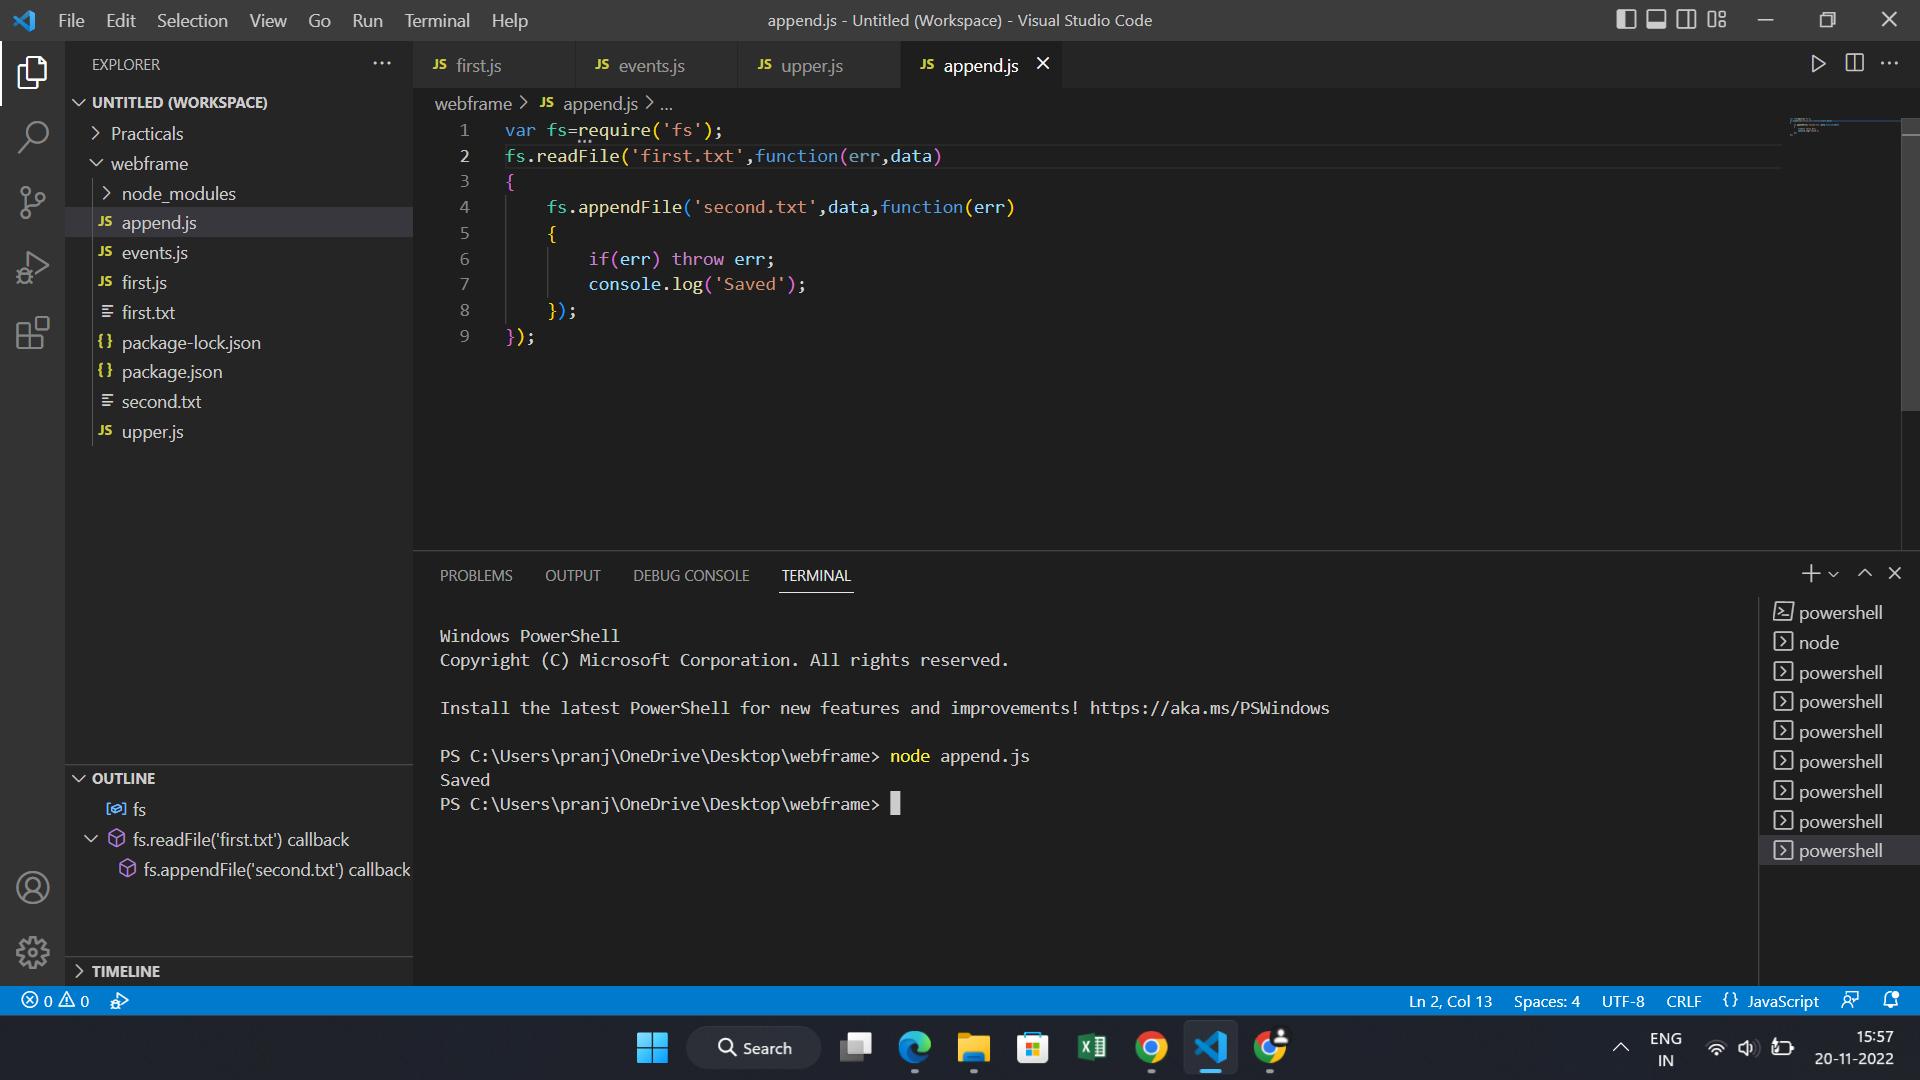 File Edit Selection View Go Run Terminal Help
append.js - Untitled (Workspace) - Visual Studio Code
EXPLORER
UNTITLED (WORKSPACE)
Practicals
webframe
node_modules
JS append.js
JS events.js
JS first.js
first.txt
{} package-lock.json
{} package.json
second.txt
JS upper.js
OUTLINE
fs
fs.readFile('first.txt') callback
fs.appendFile('second.txt') callback
TIMELINE
JS first.js JS events.js JS upper.js JS append.js
webframe > JS append.js > ...
1 var fs=require('fs');
2 fs.readFile('first.txt',function(err,data)
3 {
4 fs.appendFile('second.txt',data,function(err)
5 {
6 if(err) throw err;
7 console.log('Saved');
8 });
9 });
PROBLEMS OUTPUT DEBUG CONSOLE TERMINAL
Windows PowerShell
Copyright (C) Microsoft Corporation. All rights reserved.
Install the latest PowerShell for new features and improvements! https://aka.ms/PSWindows
PS C:\Users\pranj\OneDrive\Desktop\webframe> node append.js
Saved
PS C:\Users\pranj\OneDrive\Desktop\webframe>
powershell
node
powershell
powershell
powershell
powershell
powershell
powershell
powershell
0 0
Ln 2, Col 13 Spaces: 4 UTF-8 CRLF {} JavaScript
Search
ENG
IN
15:57
20-11-2022